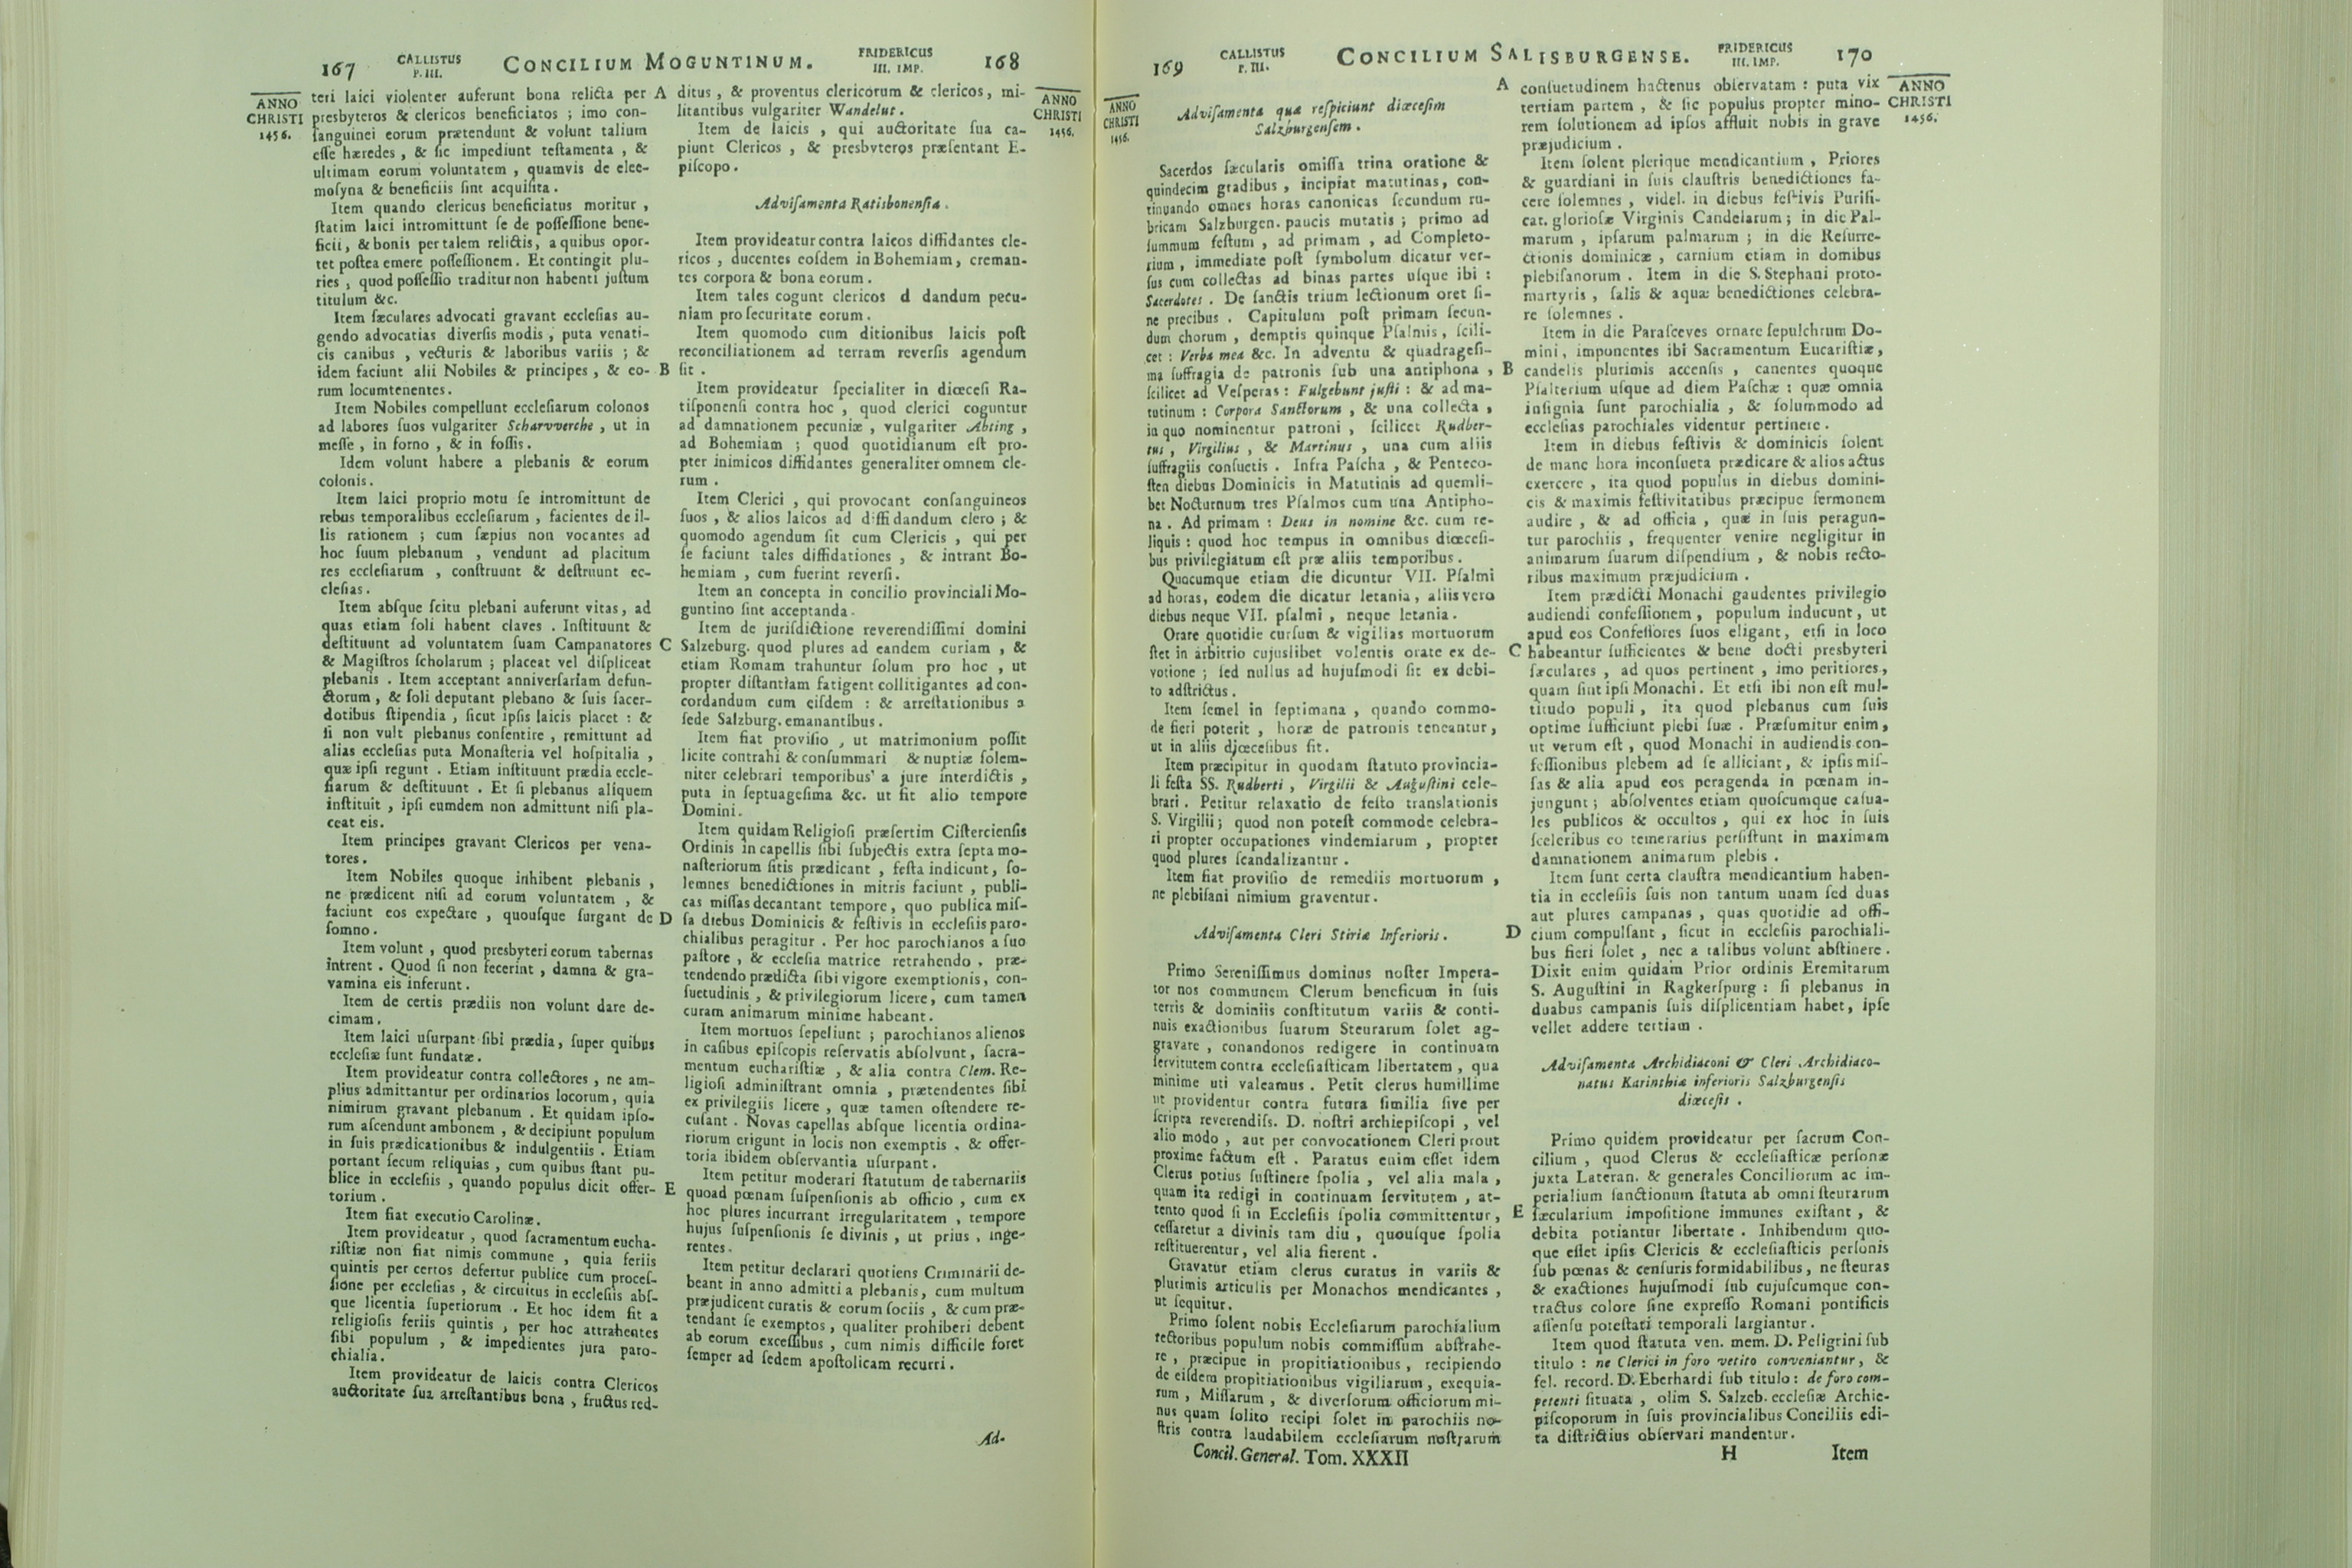 167 CALLISTUS P. III. CONCILIUM MOGUNTINUM. FRIDERICUS III. IMP. 168
ANNO CHRISTI 1456.
teri laici violenter auferunt bona relicta per
presbyteros & clericos beneficiatos ; imo con-
sanguinei eorum prætendunt & volunt talium
esse hæredes , & sic impediunt testamenta , &
ultimam eorum voluntatem , quamvis de elee-
mosyna & beneficiis sint acquisita .
Item quando clericus beneficiatus moritur ,
statim laici intromittunt se de possessione bene-
ficii , & bonis per talem relictis, a quibus opor-
tet postea emere possessionem . Et contingit plu-
ries , quod possessio traditur non habenti justum
titulum &c.
Item sæculares advocati gravant ecclesias au-
gendo advocatias diversis modis , puta venati-
cis canibus , vecturis & laboribus variis ; &
idem faciunt alii Nobiles & principes , & eo-
rum locumtenentes.
Item Nobiles compellunt ecclesiarum colonos
ad labores suos vulgariter Scharvverche , ut in
messe , in forno , & in fossis.
Idem volunt habere a plebanis & eorum
colonis .
Item laici proprio motu se intromittunt de
rebus temporalibus ecclesiarum , facientes de il-
lis rationem ; cum sæpius non vocantes ad
hoc suum plebanum , vendunt ad placitum
res ecclesiarum , construunt & destruunt ec-
clesias .
Item absque scitu plebani auferunt vitas, ad
quas etiam soli habent claves . Instituunt &
destituunt ad voluntatem suam Campanatores
& Magistros scholarum ; placeat vel displiceat
plebanis . Item acceptant anniversariam defun-
ctorum , & soli deputant plebano & suis sacer-
dotibus stipendia , sicut ipsis laicis placet : &
si non vult plebanus consentire , remittunt ad
alias ecclesias puta Monasteria vel hospitalia ,
quæ ipsi regunt . Etiam instituunt prædia eccle-
siarum & destituunt . Et si plebanus aliquem
instituit , ipsi eumdem non admittunt nisi pla-
ceat eis.
Item principes gravant Clericos per vena-
tores .
Item Nobiles quoque inhibent plebanis ,
ne prædicent nisi ad eorum voluntatem , &
faciunt eos expectare , quousque surgant de
somno .
Item volunt , quod presbyteri eorum tabernas
intrent . Quod si non fecerint , damna & gra-
vamina eis inferunt .
Item de certis prædiis non volunt dare de-
cimam .
Item laici usurpant sibi prædia, super quibus
ecclesiæ sunt fundatæ.
Item provideatur contra collectores , ne am-
plius admittantur per ordinarios locorum, quia
nimirum gravant plebanum . Et quidam ipso-
rum ascendunt ambonem , & decipiunt populum
in suis prædicationibus & indulgentiis . Etiam
portant secum reliquias , cum quibus stant pu-
blice in ecclesiis , quando populus dicit offer-
torium .
Item fiat executio Carolinæ.
Item provideatur , quod sacramentum eucha-
ristiæ non fiat nimis commune , quia feriis
quintis per certos defertur publice cum proces-
sione per ecclesias , & circuitus in ecclesiis abs-
que licentia superiorum . Et hoc idem fit a
religiosis feriis quintis , per hoc attrahentes
sibi populum , & impedientes jura paro-
chialia .
Item provideatur de laicis contra Clericos
auctoritate sua arrestantibus bona , fructus red-
A
B
C
D
E
ditus , & proventus clericorum & clericos, mi-
litantibus vulgariter Wandelut .
Item de laicis , qui auctoritate sua ca-
piunt Clericos , & presbyteros præsentant E-
piscopo .
Advisamenta Ratisbonensia .
Item provideatur contra laicos diffidantes cle-
ricos , ducentes eosdem in Bohemiam, creman-
tes corpora & bona eorum .
Item tales cogunt clericos d dandum pecu-
niam pro securitate eorum .
Item quomodo cum ditionibus laicis post
reconciliationem ad terram reversis agendum
sit .
Item provideatur specialiter in diœcesi Ra-
tisponensi contra hoc , quod clerici coguntur
ad damnationem pecuniæ , vulgariter Abting ,
ad Bohemiam ; quod quotidianum est pro-
pter inimicos diffidantes generaliter omnem cle-
rum .
Item Clerici , qui provocant consanguineos
suos , & alios laicos ad diffidandum clero ; &
quomodo agendum sit cum Clericis , qui per
se faciunt tales diffidationes , & intrant Bo-
hemiam , cum fuerint reversi .
Item an concepta in concilio provinciali Mo-
guntino sint acceptanda .
Item de jurisdictione reverendissimi domini
Salzeburg. quod plures ad eandem curiam , &
etiam Romam trahuntur solum pro hoc , ut
propter distantiam fatigent collitigantes ad con-
cordandum cum eisdem : & arrestationibus a
sede Salzburg. emanantibus .
Item fiat provisio , ut matrimonium possit
licite contrahi & consummari & nuptiæ solem-
niter celebrari temporibus a jure interdictis ,
puta in septuagesima &c. ut fit alio tempore
Domini .
Item quidam Religiosi præsertim Cisterciensis
Ordinis in capellis sibi subjectis extra septa mo-
nasteriorum sitis prædicant , festa indicunt, so-
lemnes benedictiones in mitris faciunt , publi-
cas missas decantant tempore, quo publica mis-
sa diebus Dominicis & festivis in ecclesiis paro-
chialibus peragitur . Per hoc parochianos a suo
pastore , & ecclesia matrice retrahendo , præ-
tendendo prædicta sibi vigore exemptionis, con-
suetudinis , & privilegiorum licere, cum tamen
curam animarum minime habeant .
Item mortuos sepeliunt ; parochianos alienos
in casibus episcopis reservatis absolvunt, sacra-
mentum eucharistiæ , & alia contra Clem. Re-
ligiosi administrant omnia , prætendentes sibi
ex privilegiis licere , quæ tamen ostendere re-
cusant . Novas capellas absque licentia ordina-
riorum erigunt in locis non exemptis , & offer-
toria ibidem observantia usurpant .
Item petitur moderari statutum de tabernariis
quoad pœnam suspensionis ab officio , cum ex
hoc plures incurrant irregularitatem , tempore
hujus suspensionis se divinis , ut prius , inge-
rentes .
Item petitur declarari quotiens Criminarii de-
beant in anno admitti a plebanis, cum multum
præjudicent curatis & eorum sociis , & cum præ-
tendant se exemptos , qualiter prohiberi debent
ab eorum excessibus , cum nimis difficile foret
semper ad sedem apostolicam recurri .
ANNO CHRISTI 1456.
Ad-
169 CALLISTUS P. III. CONCILIUM SALISBURGENSE. FRIDERICUS III. IMP. 170
ANNO CHRISTI 1456.
Advisamenta quæ respiciunt diœcesim
Salzburgensem .
Sacerdos sæcularis omissa trina oratione &
quindecim gradibus , incipiat matutinas, con-
tinuando omnes horas canonicas secundum ru-
bricam Salzburgen. paucis mutatis ; primo ad
summum festum , ad primam , ad Completo-
rium , immediate post symbolum dicatur ver-
sus cum collectas ad binas partes usque ibi :
Sacerdotes . De sanctis trium lectionum oret si-
ne precibus . Capitulum post primam secun-
dum chorum , demptis quinque Psalmis, scili-
cet : Verba mea &c. In adventu & quadragesi-
ma suffragia de patronis sub una antiphona ,
scilicet ad Vesperas : Fulgebunt justi : & ad ma-
tutinum : Corpora Sanctorum , & una collecta ,
in quo nominentur patroni , scilicet Rudber-
tus , Virgilius , & Martinus , una cum aliis
suffragiis consuetis . Infra Pascha , & Penteco-
sten diebus Dominicis in Matutinis ad quemli-
bet Nocturnum tres Psalmos cum una Antipho-
na . Ad primam : Deus in nomine &c. cum re-
liquis : quod hoc tempus in omnibus diœcesi-
bus privilegiatum est præ aliis temporibus .
Quocumque etiam die dicuntur VII. Psalmi
ad horas, eodem die dicatur letania, aliis vero
diebus neque VII. psalmi , neque letania .
Orare quotidie cursum & vigilias mortuorum
stet in arbitrio cujuslibet volentis orate ex de-
votione ; sed nullus ad hujusmodi sit ex debi-
to adstrictus .
Item semel in septimana , quando commo-
de fieri poterit , horæ de patronis teneantur,
ut in aliis diœcesibus fit .
Item præcipitur in quodam statuto provincia-
li festa SS. Rudberti , Virgilii & Augustini cele-
brari . Petitur relaxatio de festo translationis
S. Virgilii ; quod non potest commode celebra-
ri propter occupationes vindemiarum , propter
quod plures scandalizantur .
Item fiat provisio de remediis mortuorum ,
ne plebisani nimium graventur .
Advisamenta Cleri Stiriæ Inferioris .
Primo Serenissimus dominus noster Impera-
tor nos communem Clerum beneficum in suis
terris & dominiis constitutum variis & conti-
nuis exactionibus suarum Steurarum solet ag-
gravare , conandonos redigere in continuam
servitutem contra ecclesiasticam libertatem , qua
minime uti valeamus . Petit clerus humillime
ut providentur contra futura similia sive per
scripta reverendiss. D. nostri archiepiscopi , vel
alio modo , aut per convocationem Cleri prout
proxime factum est . Paratus enim esset idem
Clerus potius sustinere spolia , vel alia mala ,
quam ita redigi in continuam servitutem , at-
tento quod si in Ecclesiis spolia committentur ,
cessaretur a divinis tam diu , quousque spolia
restituerentur, vel alia fierent .
Gravatur etiam clerus curatus in variis &
plurimis articulis per Monachos mendicantes ,
ut sequitur.
Primo solent nobis Ecclesiarum parochialium
rectoribus populum nobis commissum abstrahe-
re , præcipue in propitiationibus , recipiendo
de eisdem propitiationibus vigiliarum , exequia-
rum , Missarum , & diversorum officiorum mi-
nus quam solito recipi solet in parochiis no-
stris contra laudabilem ecclesiarum nostrarum
A
B
C
D
E
consuetudinem hactenus observatam : puta vix
tertiam partem , & sic populus propter mino-
rem solutionem ad ipsos affluit nobis in grave
præjudicium .
Item solent plerique mendicantium , Priores
& guardiani in suis claustris benedictiones fa-
cere solemnes , videl. in diebus festivis Purifi-
cat. gloriosæ Virginis Candelarum ; in die Pal-
marum , ipsarum palmarum ; in die Resurre-
ctionis dominicæ , carnium etiam in domibus
plebisanorum . Item in die S. Stephani proto-
martyris , salis & aquæ benedictiones celebra-
re solemnes .
Item in die Parasceves ornare sepulchrum Do-
mini , imponentes ibi Sacramentum Eucaristiæ,
candelis plurimis accensis , canentes quoque
Psalterium usque ad diem Paschæ : quæ omnia
insignia sunt parochialia , & solummodo ad
ecclesias parochiales videntur pertinere .
Item in diebus festivis & dominicis solent
de mane hora inconsueta prædicare & alios actus
exercere , ita quod populus in diebus domini-
cis & maximis festivitatibus præcipue sermonem
audire , & ad officia , quæ in suis peragun-
tur parochiis , frequenter venire negligitur in
animarum suarum dispendium , & nobis recto-
ribus maximum præjudicium .
Item prædicti Monachi gaudentes privilegio
audiendi confessionem , populum inducunt, ut
apud eos Confessores suos eligant , etsi in loco
habeantur sufficientes & bene docti presbyteri
sæculares , ad quos pertinent , imo peritiores ,
quam sint ipsi Monachi. Et etsi ibi non est mul-
titudo populi , ita quod plebanus cum suis
optime sufficiunt plebi suæ . Præsumitur enim ,
ut verum est , quod Monachi in audiendis con-
fessionibus plebem ad se alliciant , & ipsis mis-
sas & alia apud eos peragenda in pœnam in-
jungunt ; absolventes etiam quoscumque casua-
les publicos & occultos , qui ex hoc in suis
sceleribus eo temerarius persistunt in maximam
damnationem animarum plebis .
Item sunt certa claustra mendicantium haben-
tia in ecclesiis suis non tantum unam sed duas
aut plures campanas , quas quotidie ad offi-
cium compulsant , sicut in ecclesiis parochiali-
bus fieri solet , nec a talibus volunt abstinere .
Dixit enim quidam Prior ordinis Eremitarum
S. Augustini in Ragkerspurg : si plebanus in
duabus campanis suis displicentiam habet, ipse
vellet addere tertiam .
Advisamenta Archidiaconi & Cleri Archidiaco-
natus Karinthiæ inferioris Salzburgensis
diœcesis .
Primo quidem provideatur per sacrum Con-
cilium , quod Clerus & ecclesiasticæ personæ
juxta Lateran. & generales Conciliorum ac im-
perialium sanctionum statuta ab omni steurarum
sæcularium impositione immunes existant , &
debita potiantur libertate . Inhibendum quo-
que esset ipsis Clericis & ecclesiasticis personis
sub pœnas & censuris formidabilibus, ne steuras
& exactiones hujusmodi sub cujuscumque con-
tractus colore sine expresso Romani pontificis
assensu potestati temporali largiantur .
Item quod statuta ven. mem. D. Peligrini sub
titulo : ne Clerici in foro vetito conveniantur, &
fel. record. D. Eberhardi sub titulo : de foro com-
petenti situata , olim S. Salzeb. ecclesiæ Archie-
piscoporum in suis provincialibus Conciliis edi-
ta districtius observari mandentur.
ANNO CHRISTI 1456.
Concil. General. Tom. XXXII H Item